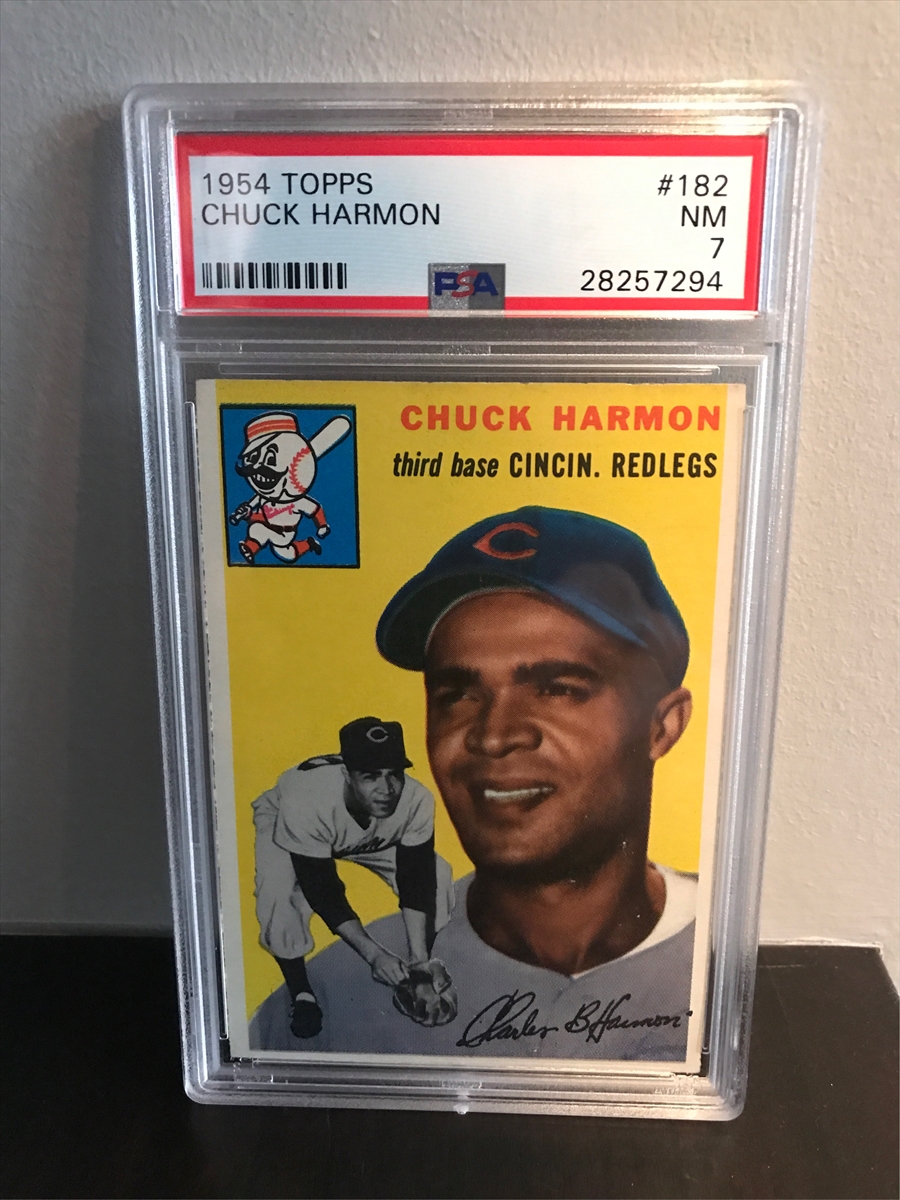 1954 TOPPS #182
CHUCK HARMON NM
7
PSA 28257294
CHUCK HARMON
third base CINCIN. REDLEGS
C
C
Charles B Harmon